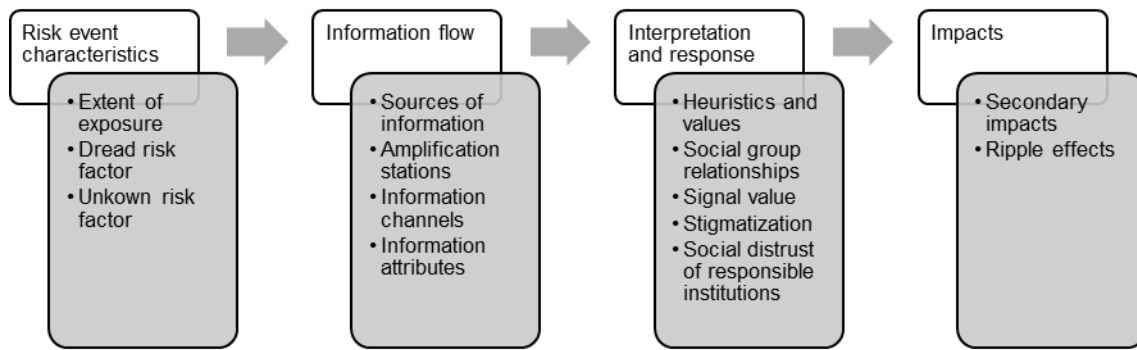 Risk event
characteristics
• Extent of
exposure
• Dread risk
factor
• Unkown risk
factor
Information flow
• Sources of
information
• Amplification
stations
• Information
channels
• Information
attributes
Interpretation
and response
• Heuristics and
values
• Social group
relationships
• Signal value
• Stigmatization
• Social distrust
of responsible
institutions
Impacts
• Secondary
impacts
• Ripple effects